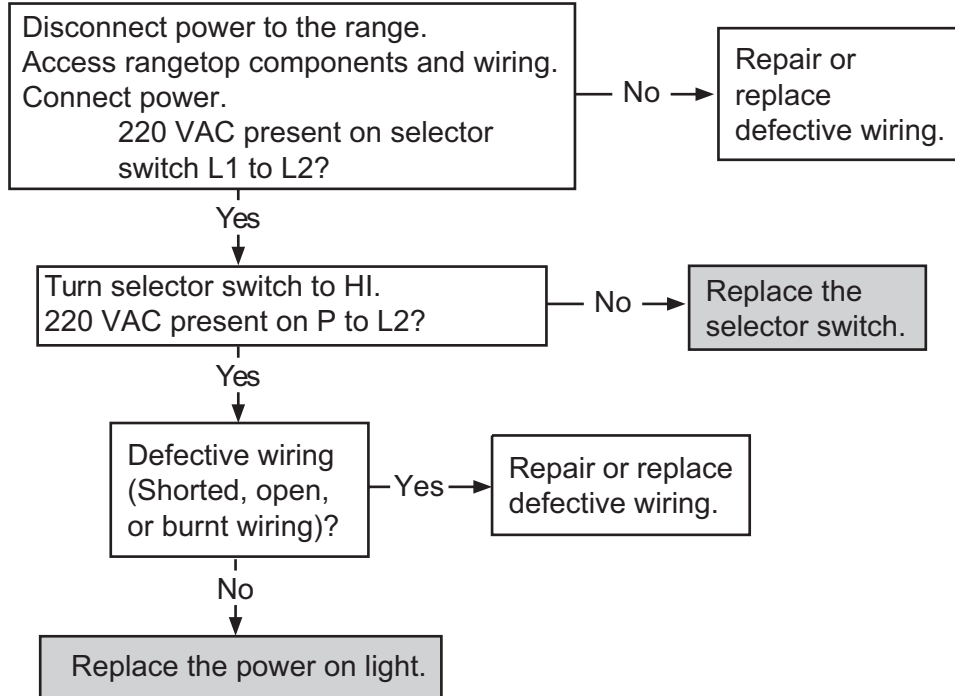 Disconnect power to the range.
Access rangetop components and wiring.
Connect power.
220 VAC present on selector
switch L1 to L2?
No
Repair or
replace
defective wiring.
Yes
Turn selector switch to HI.
220 VAC present on P to L2?
No
Replace the
selector switch.
Yes
Defective wiring
(Shorted, open,
or burnt wiring)?
Yes
Repair or replace
defective wiring.
No
Replace the power on light.